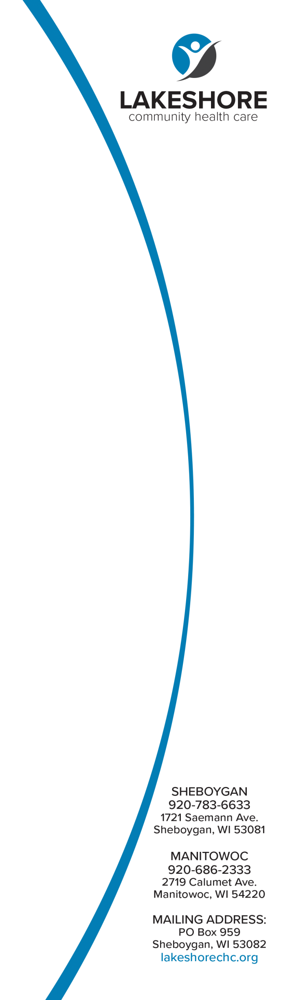 LAKESHORE
community health care
SHEBOYGAN
920-783-6633
1721 Saemann Ave.
Sheboygan, WI 53081
MANITOWOC
920-686-2333
2719 Calumet Ave.
Manitowoc, WI 54220
MAILING ADDRESS:
PO Box 959
Sheboygan, WI 53082
lakeshorechc.org